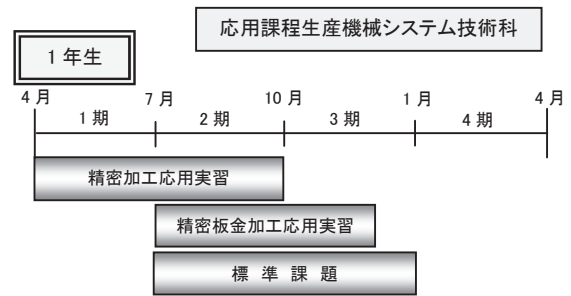 応用課程生産機械システム技術科
1年生
4月 7月 10月 1月 4月
1期 2期 3期 4期
精密加工応用実習
精密板金加工応用実習
標準課題